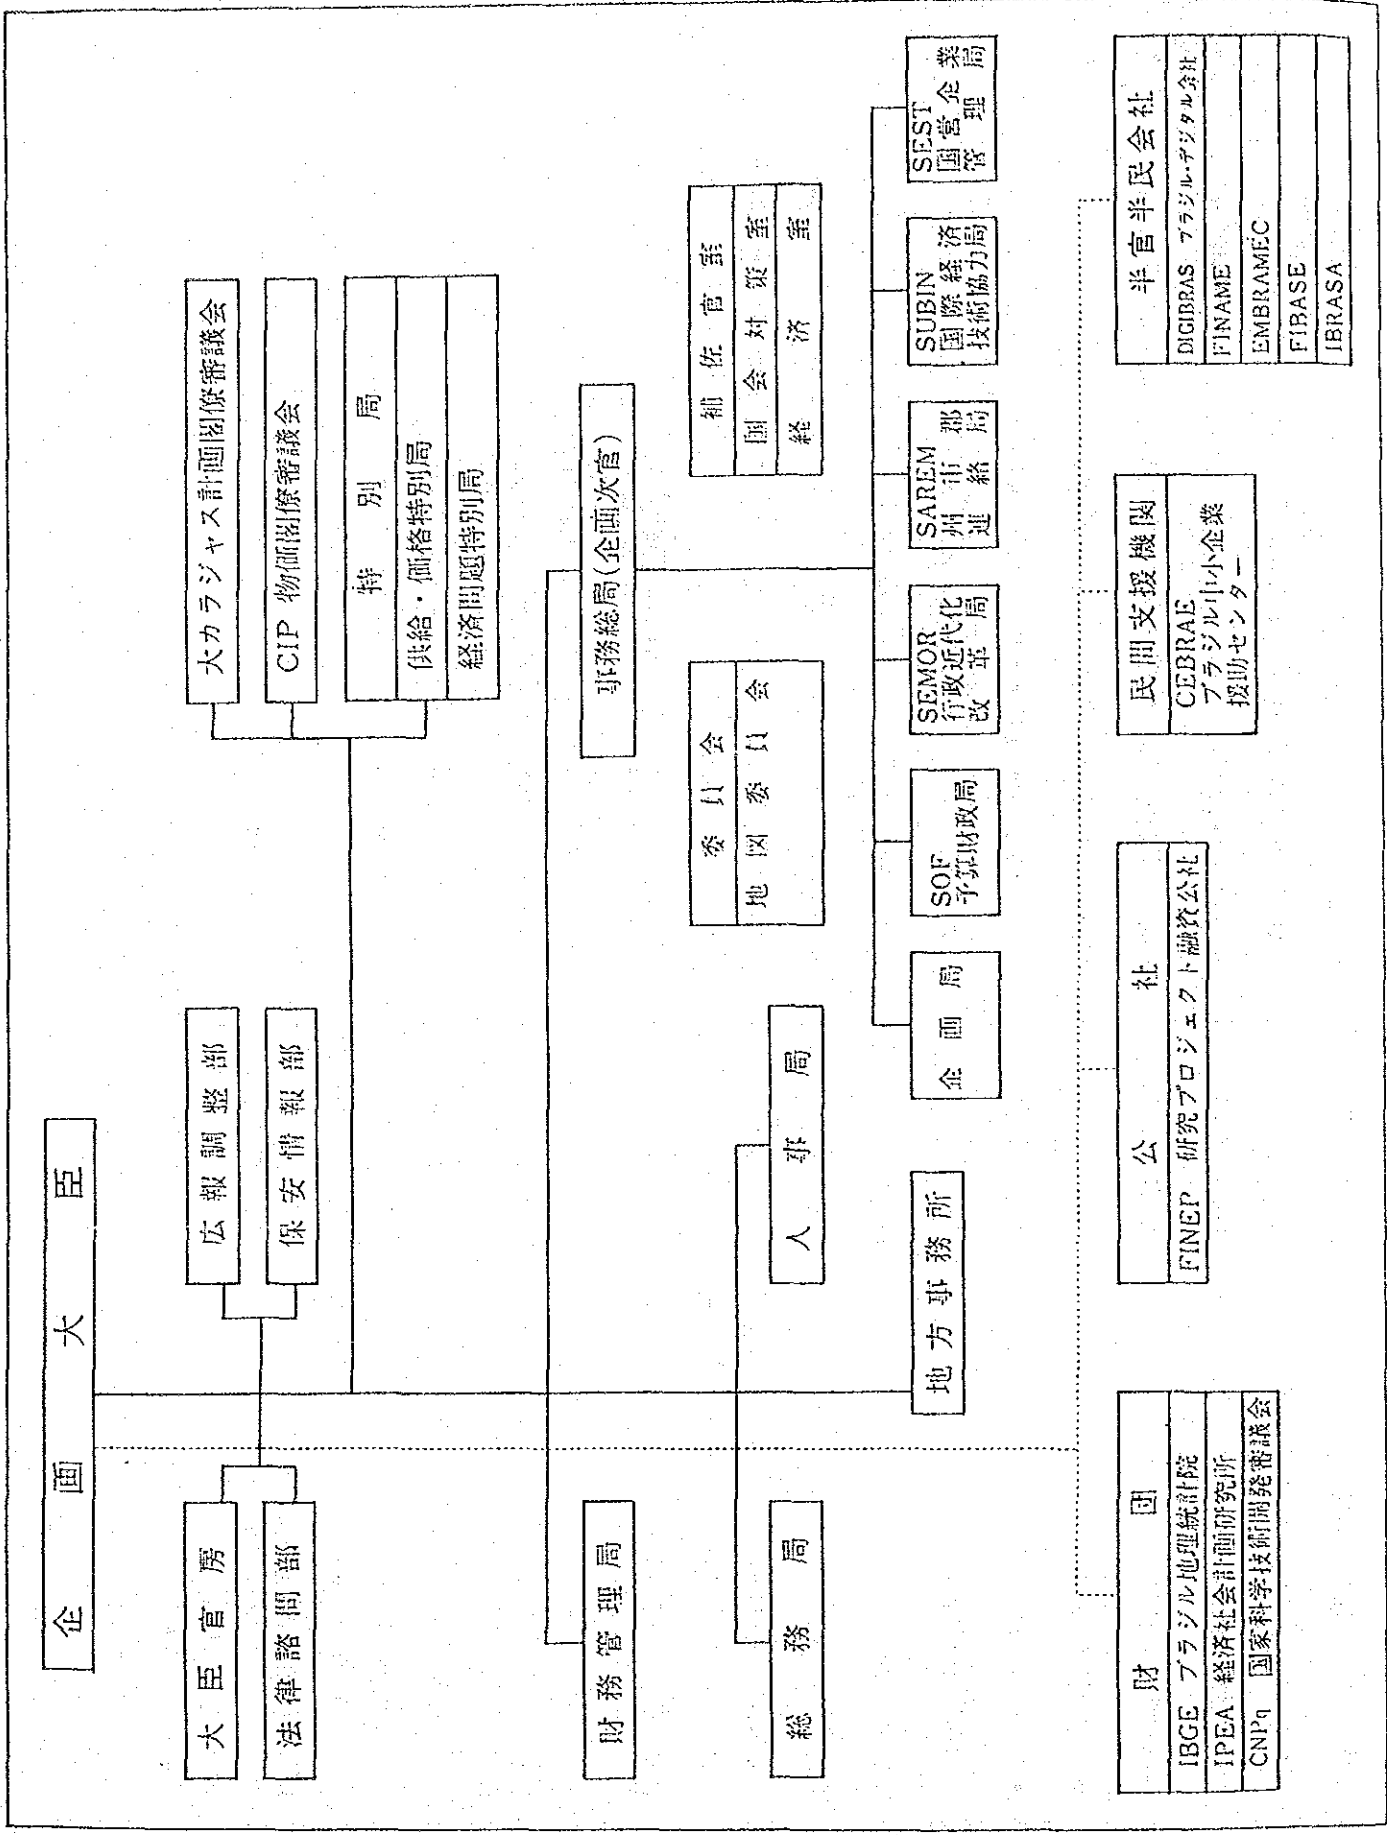 企画大臣
大臣官房
法律諮問部
広報調整部
保安情報部
大カラジャス計画閣僚審議会
CIP 物価閣僚審議会
特別局
供給・価格特別局
経済問題特別局
財務管理局
事務総局(企画次官)
委員会
地図委員会
補佐官室
国会対策室
経済室
総務局
人事局
地方事務所
企画局
SOF
予算財政局
SEMOR
行政近代化
改革局
SAREM
州市郡
連絡局
SUBIN
国際経済
技術協力局
SEST
国営企業
管理局
財団
IBGE ブラジル地理統計院
IPEA 経済社会計画研究所
CNPq 国家科学技術開発審議会
公社
FINEP 研究プロジェクト融資公社
民間支援機関
CEBRAE
ブラジル中小企業
援助センター
半官半民会社
DIGIBRAS ブラジル・デジタル会社
FINAME
EMBRAMEC
FIBASE
IBRASA